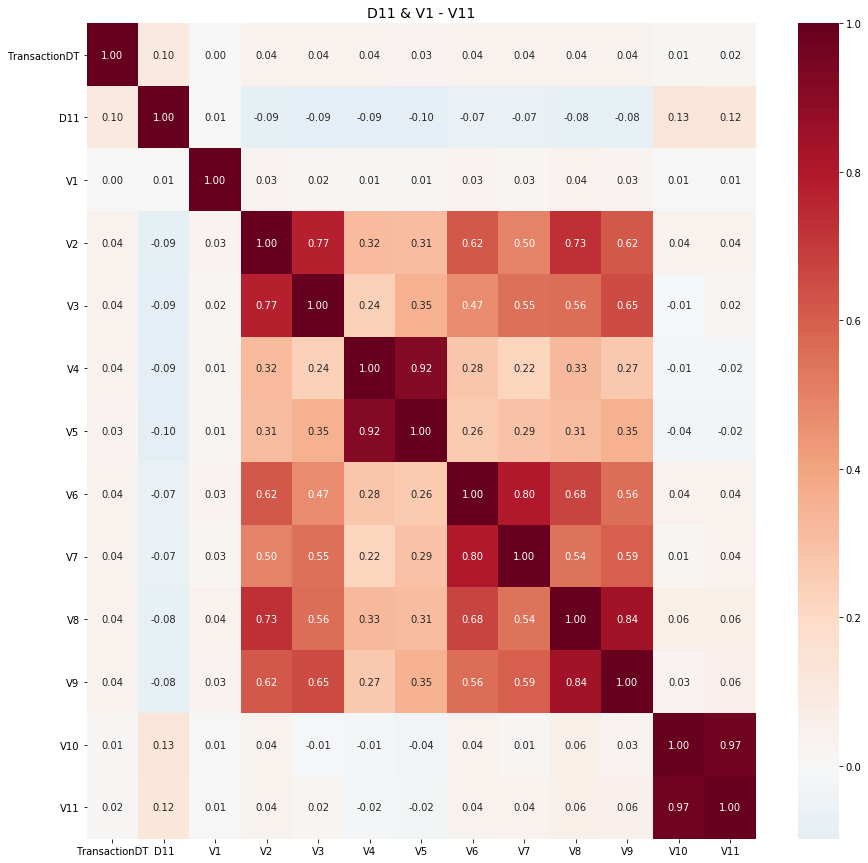 D11 & V1 - V11
TransactionDT 1.00 0.10 0.00 0.04 0.04 0.04 0.03 0.04 0.04 0.04 0.04 0.01 0.02
D11 0.10 1.00 0.01 -0.09 -0.09 -0.09 -0.10 -0.07 -0.07 -0.08 -0.08 0.13 0.12
V1 0.00 0.01 1.00 0.03 0.02 0.01 0.01 0.03 0.03 0.04 0.03 0.01 0.01
V2 0.04 -0.09 0.03 1.00 0.77 0.32 0.31 0.62 0.50 0.73 0.62 0.04 0.04
V3 0.04 -0.09 0.02 0.77 1.00 0.24 0.35 0.47 0.55 0.56 0.65 -0.01 0.02
V4 0.04 -0.09 0.01 0.32 0.24 1.00 0.92 0.28 0.22 0.33 0.27 -0.01 -0.02
V5 0.03 -0.10 0.01 0.31 0.35 0.92 1.00 0.26 0.29 0.31 0.35 -0.04 -0.02
V6 0.04 -0.07 0.03 0.62 0.47 0.28 0.26 1.00 0.80 0.68 0.56 0.04 0.04
V7 0.04 -0.07 0.03 0.50 0.55 0.22 0.29 0.80 1.00 0.54 0.59 0.01 0.04
V8 0.04 -0.08 0.04 0.73 0.56 0.33 0.31 0.68 0.54 1.00 0.84 0.06 0.06
V9 0.04 -0.08 0.03 0.62 0.65 0.27 0.35 0.56 0.59 0.84 1.00 0.03 0.06
V10 0.01 0.13 0.01 0.04 -0.01 -0.01 -0.04 0.04 0.01 0.06 0.03 1.00 0.97
V11 0.02 0.12 0.01 0.04 0.02 -0.02 -0.02 0.04 0.04 0.06 0.06 0.97 1.00
TransactionDT D11 V1 V2 V3 V4 V5 V6 V7 V8 V9 V10 V11
1.0
0.8
0.6
0.4
0.2
0.0